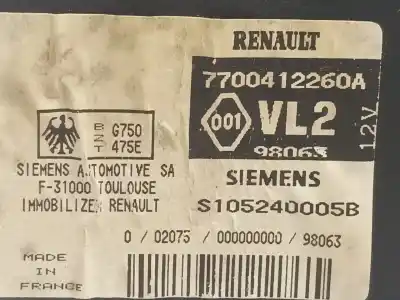 RENAULT
7700412260A
001 VL2 12V
98063
BZT G750 475E
SIEMENS AUTOMOTIVE SA
F-31000 TOULOUSE
IMMOBILIZER RENAULT
SIEMENS
S105240005B
0 / 02075 / 000000000 / 98063
MADE
IN
FRANCE